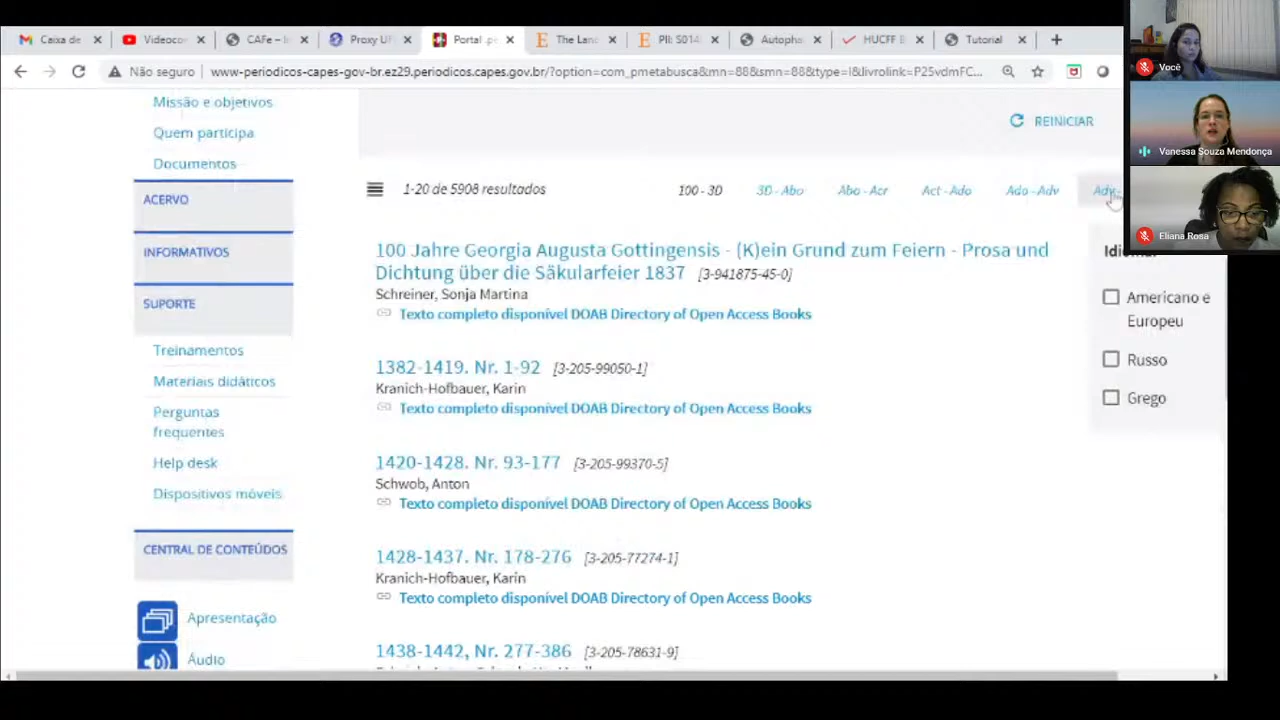 Caixa de
Videoco
CAFe – I
Proxy U
Portal .pe
The Lanc
PII: S014
Autopha
HUCFF
Tutorial
Não seguro
www-periodicos-capes-gov-br.ez29.periodicos.capes.gov.br/?option=com_pmetabusca&mn=88&smn=88&type=l&livrolink=P25vdmFC...
Missão e objetivos
Quem participa
Documentos
ACERVO
INFORMATIVOS
SUPORTE
Treinamentos
Materiais didáticos
Perguntas
frequentes
Help desk
Dispositivos móveis
CENTRAL DE CONTEÚDOS
Apresentação
Áudio
REINICIAR
1-20 de 5908 resultados
100 - 3D
3D - Abo
Abo - Acr
Act - Ado
Ado - Adv
Adv -
100 Jahre Georgia Augusta Gottingensis - (K)ein Grund zum Feiern - Prosa und
Dichtung über die Säkularfeier 1837 [3-941875-45-0]
Schreiner, Sonja Martina
Texto completo disponível DOAB Directory of Open Access Books
1382-1419. Nr. 1-92 [3-205-99050-1]
Kranich-Hofbauer, Karin
Texto completo disponível DOAB Directory of Open Access Books
1420-1428. Nr. 93-177 [3-205-99370-5]
Schwob, Anton
Texto completo disponível DOAB Directory of Open Access Books
1428-1437. Nr. 178-276 [3-205-77274-1]
Kranich-Hofbauer, Karin
Texto completo disponível DOAB Directory of Open Access Books
1438-1442, Nr. 277-386 [3-205-78631-9]
Americano e
Europeu
Russo
Grego
Você
Vanessa Souza Mendonça
Eliana Rosa